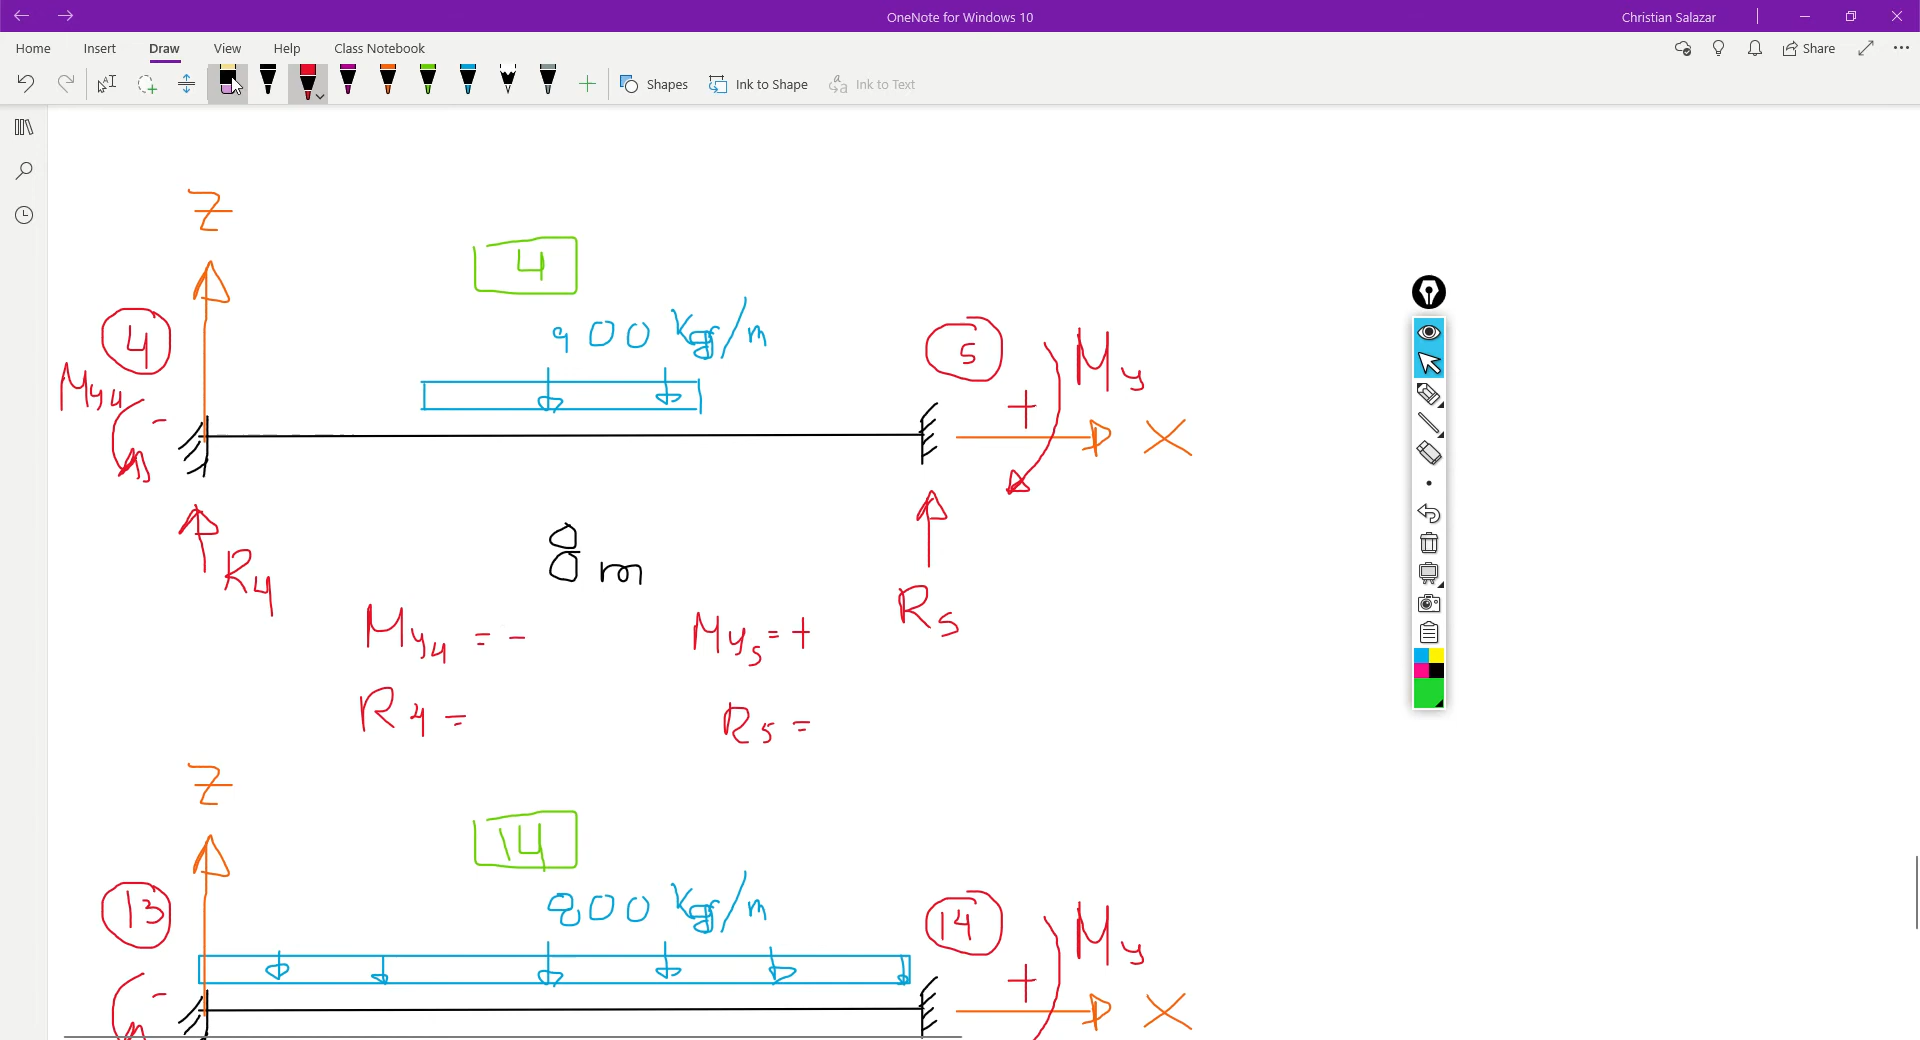 OneNote for Windows 10
Christian Salazar
Home Insert Draw View Help Class Notebook
Share
Shapes Ink to Shape Ink to Text
Z
4
4
900 Kgf/m
5
My
My4
-
+
X
8 m
R4
R5
My4 = -
My5 = +
R4 =
R5 =
Z
14
13
800 Kgf/m
14
My
-
+
X